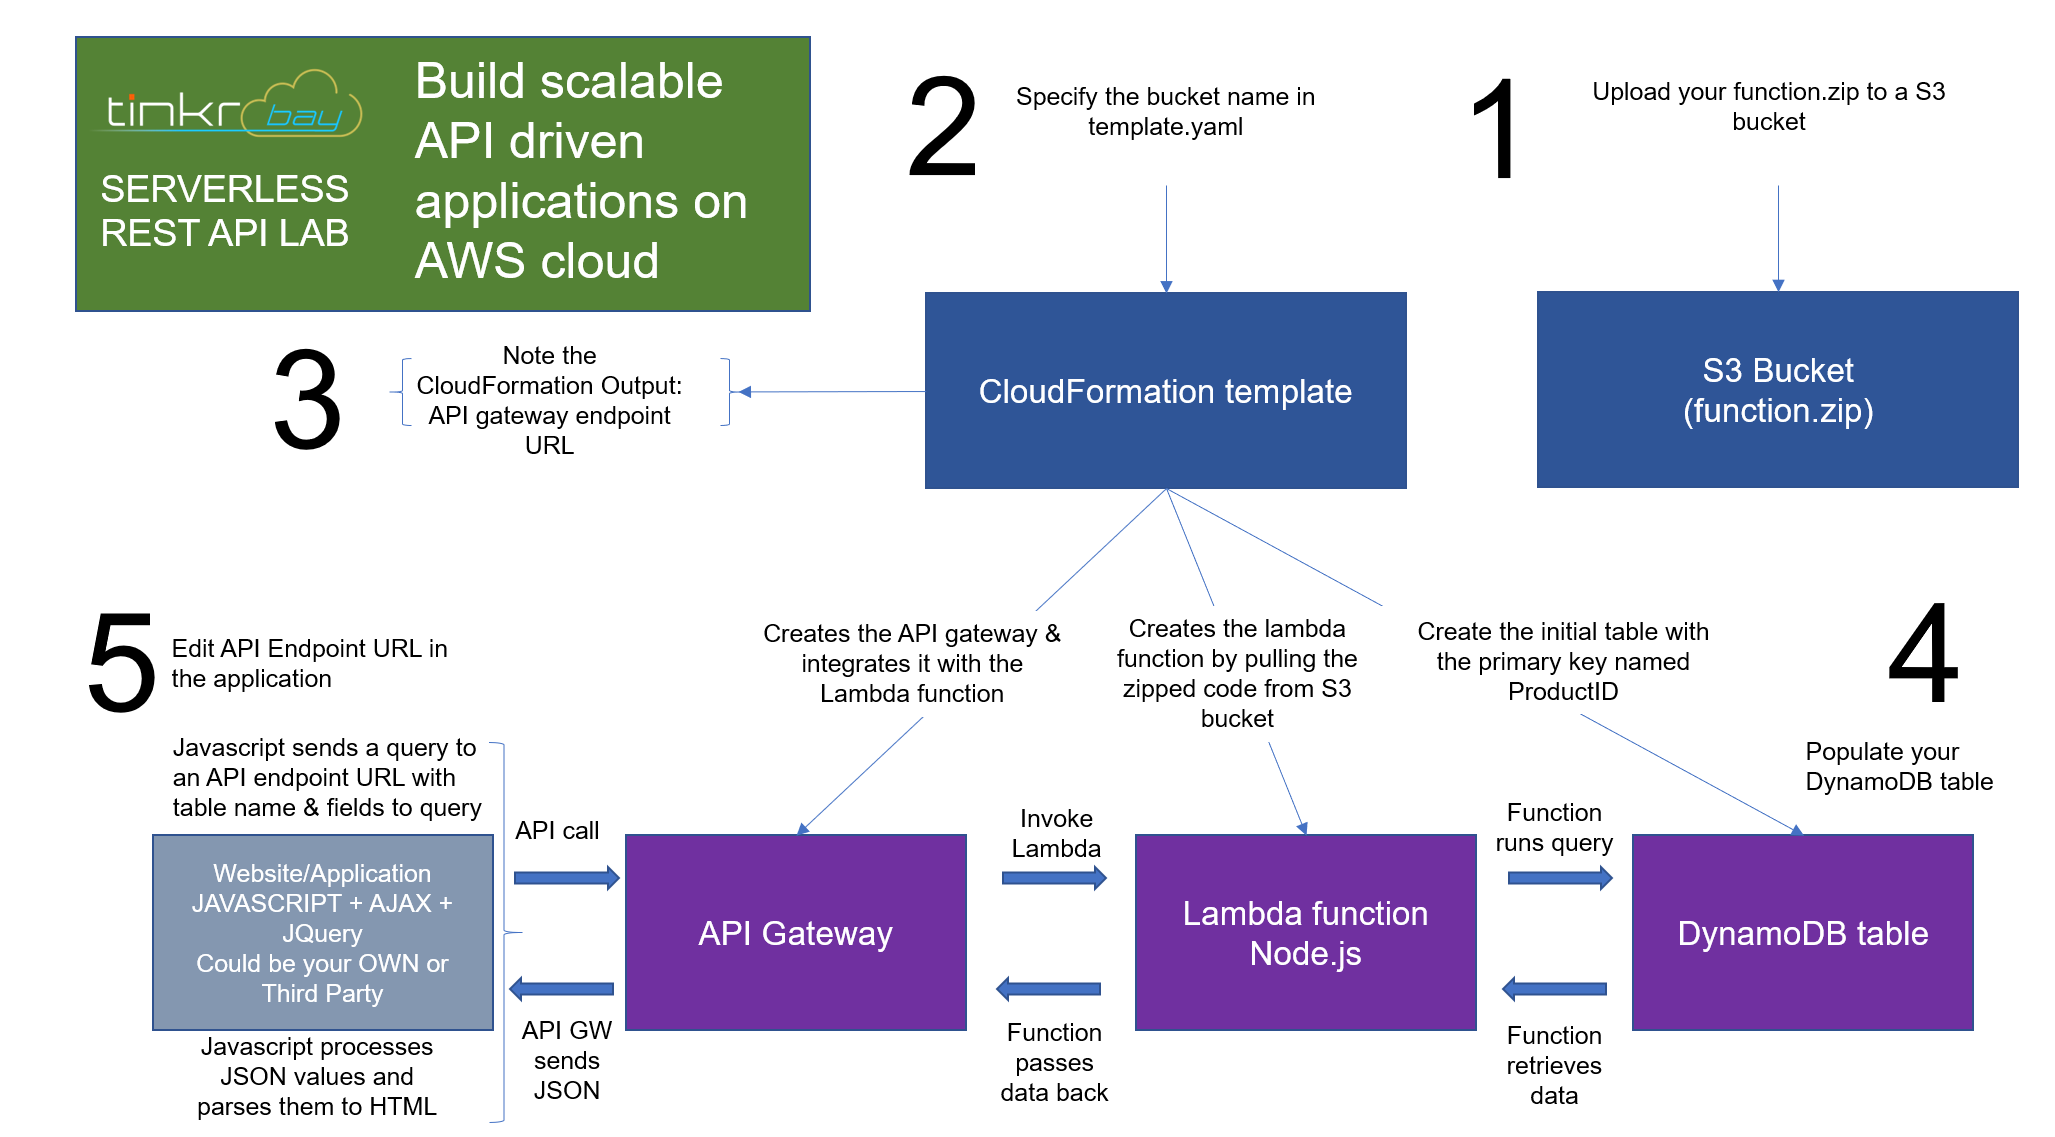 tinkr
bay
SERVERLESS
REST API LAB
Build scalable
API driven
applications on
AWS cloud
2
Specify the bucket name in
template.yaml
1
Upload your function.zip to a S3
bucket
3
Note the
CloudFormation Output:
API gateway endpoint
URL
CloudFormation template
S3 Bucket
(function.zip)
5
Edit API Endpoint URL in
the application
Creates the API gateway &
integrates it with the
Lambda function
Creates the lambda
function by pulling the
zipped code from S3
bucket
Create the initial table with
the primary key named
ProductID
4
Populate your
DynamoDB table
Javascript sends a query to
an API endpoint URL with
table name & fields to query
Website/Application
JAVASCRIPT + AJAX +
JQuery
Could be your OWN or
Third Party
Javascript processes
JSON values and
parses them to HTML
API call
API GW
sends
JSON
API Gateway
Invoke
Lambda
Function
passes
data back
Lambda function
Node.js
Function
runs query
Function
retrieves
data
DynamoDB table